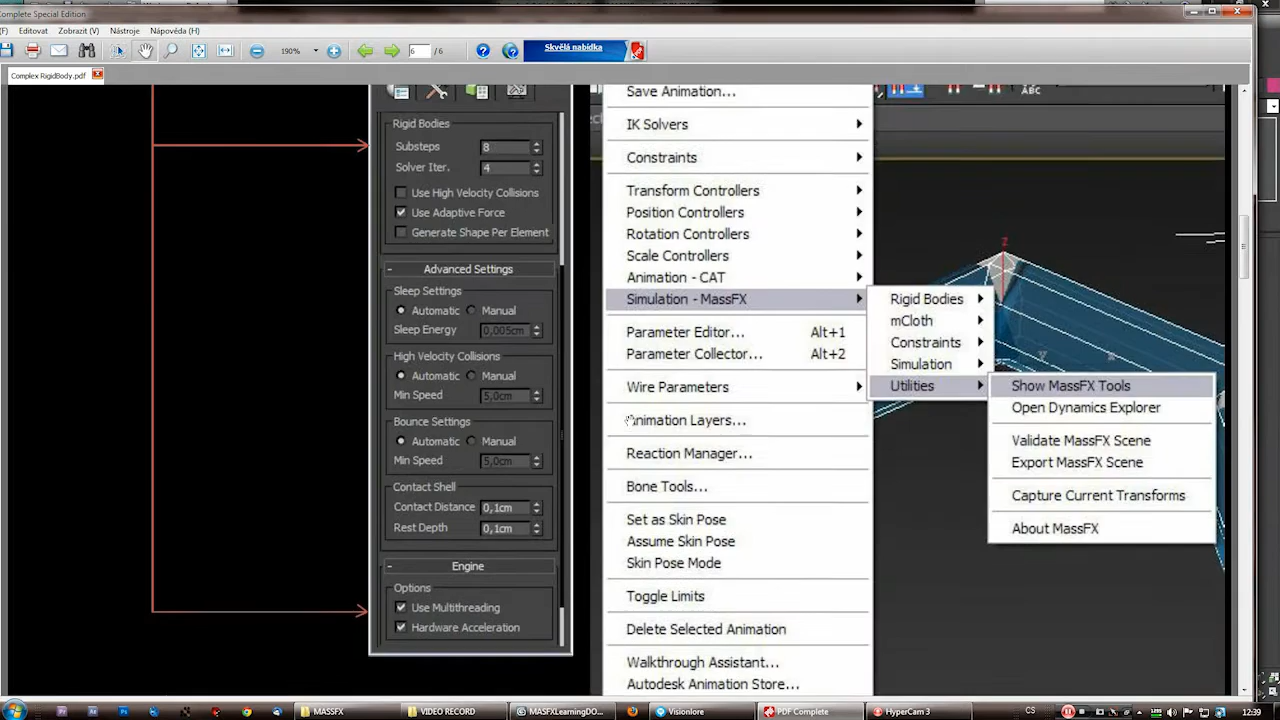 Complete Special Edition
(F) Editovat Zobrazit (V) Nástroje Nápověda (H)
190% 6 / 6 Skvělá nabídka
Complex RigidBody.pdf
Rigid Bodies
Substeps 8
Solver Iter. 4
Use High Velocity Collisions
Use Adaptive Force
Generate Shape Per Element
- Advanced Settings
Sleep Settings
Automatic Manual
Sleep Energy 0,005cm
High Velocity Collisions
Automatic Manual
Min Speed 5,0cm
Bounce Settings
Automatic Manual
Min Speed 5,0cm
Contact Shell
Contact Distance 0,1cm
Rest Depth 0,1cm
- Engine
Options
Use Multithreading
Hardware Acceleration
Save Animation...
IK Solvers
Constraints
Transform Controllers
Position Controllers
Rotation Controllers
Scale Controllers
Animation - CAT
Simulation - MassFX
Parameter Editor... Alt+1
Parameter Collector... Alt+2
Wire Parameters
Animation Layers...
Reaction Manager...
Bone Tools...
Set as Skin Pose
Assume Skin Pose
Skin Pose Mode
Toggle Limits
Delete Selected Animation
Walkthrough Assistant...
Autodesk Animation Store...
Rigid Bodies
mCloth
Constraints
Simulation
Utilities
Show MassFX Tools
Open Dynamics Explorer
Validate MassFX Scene
Export MassFX Scene
Capture Current Transforms
About MassFX
ABC
Z
MASSFX VIDEO RECORD MASFXLearningDO... Visionlore PDF Complete HyperCam 3 CS 12:39